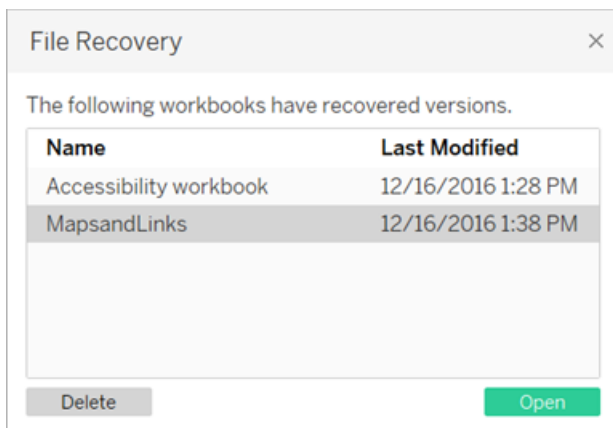 File Recovery
The following workbooks have recovered versions.
Name Last Modified
Accessibility workbook 12/16/2016 1:28 PM
MapsandLinks 12/16/2016 1:38 PM
Delete Open